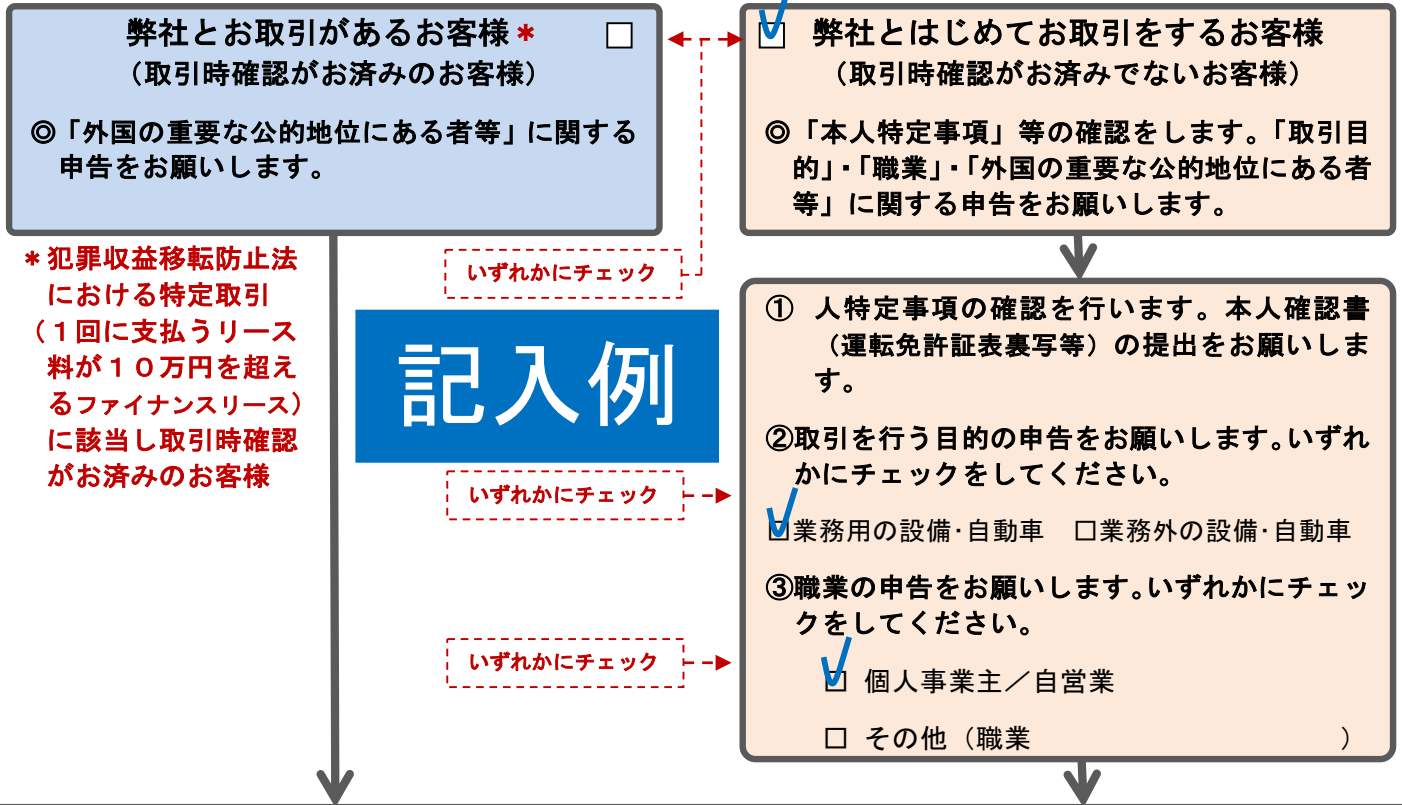 弊社とお取引があるお客様＊ □
（取引時確認がお済みのお客様）
◎「外国の重要な公的地位にある者等」に関する
申告をお願いします。
＊犯罪収益移転防止法
における特定取引
（１回に支払うリース
料が１０万円を超え
るファイナンスリース）
に該当し取引時確認
がお済みのお客様
いずれかにチェック
記入例
いずれかにチェック
いずれかにチェック
☑ 弊社とはじめてお取引をするお客様
（取引時確認がお済みでないお客様）
◎「本人特定事項」等の確認をします。「取引目
的」・「職業」・「外国の重要な公的地位にある者
等」に関する申告をお願いします。
① 人特定事項の確認を行います。本人確認書
（運転免許証表裏写等）の提出をお願いしま
す。
②取引を行う目的の申告をお願いします。いずれ
かにチェックをしてください。
☑業務用の設備・自動車 □業務外の設備・自動車
③職業の申告をお願いします。いずれかにチェッ
クをしてください。
☑ 個人事業主／自営業
□ その他（職業 ）